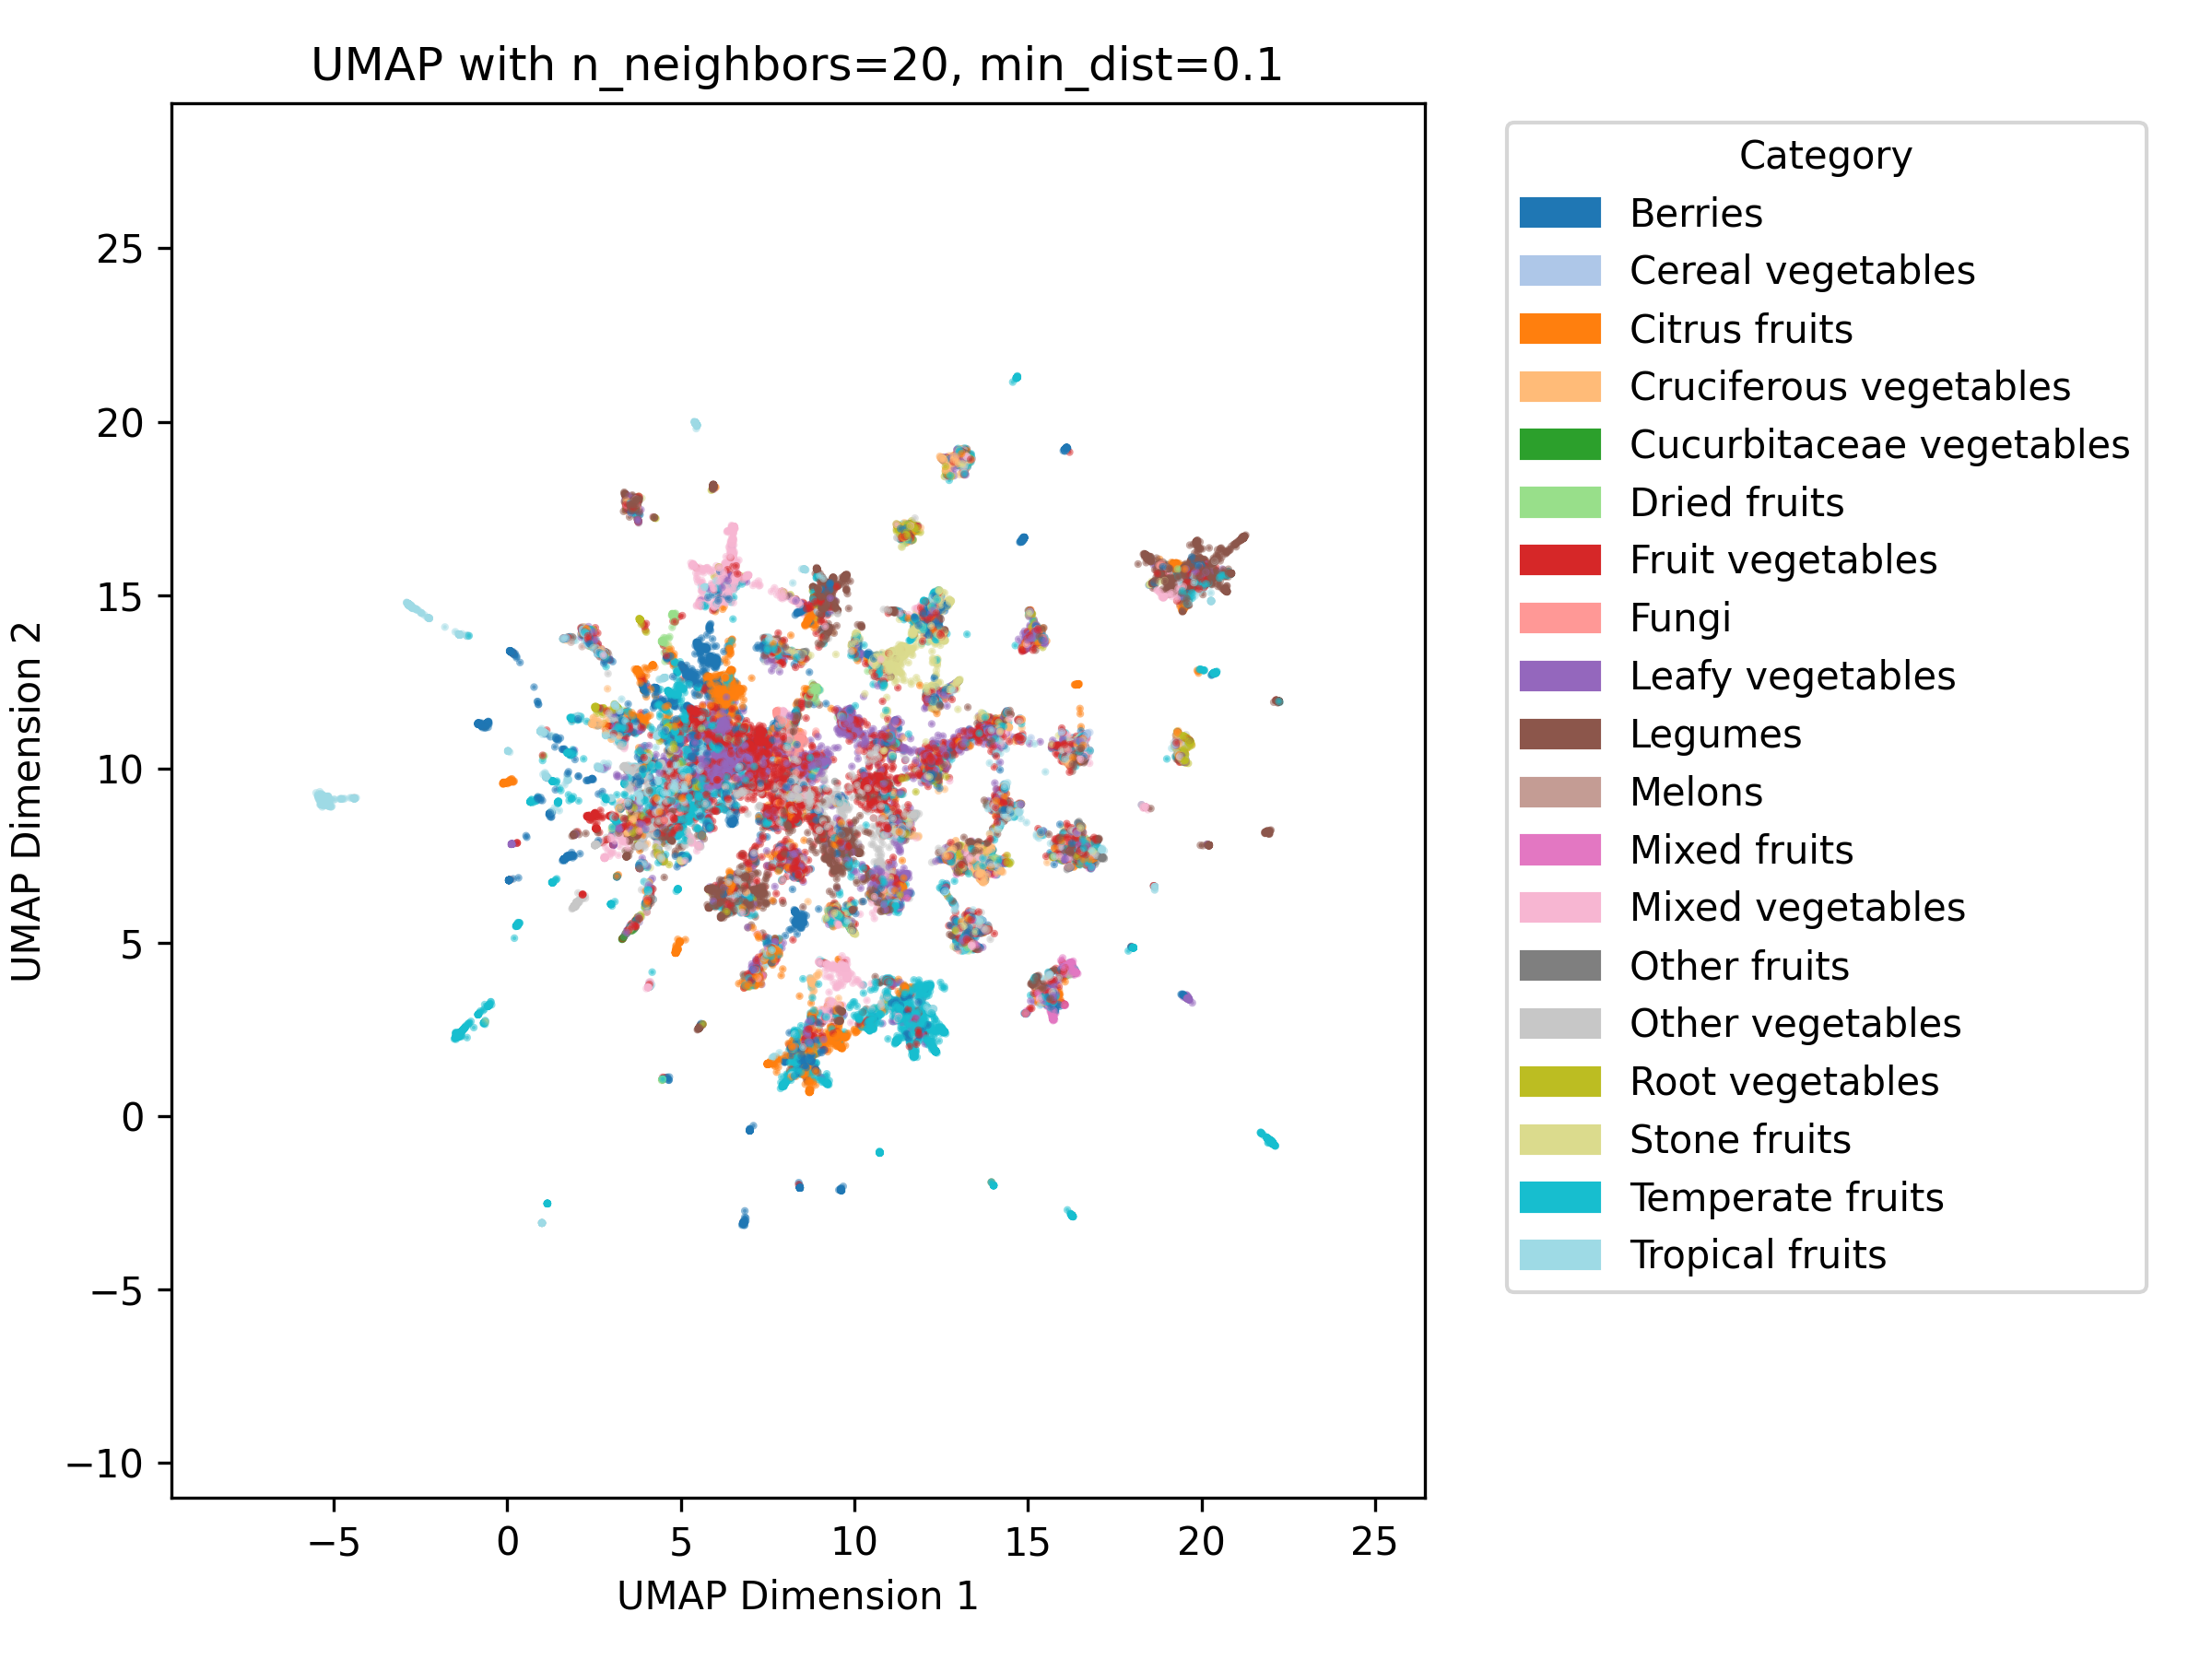 UMAP with n_neighbors=20, min_dist=0.1
UMAP Dimension 2
25
20
15
10
5
0
−5
−10
−5 0 5 10 15 20 25
UMAP Dimension 1
Category
Berries
Cereal vegetables
Citrus fruits
Cruciferous vegetables
Cucurbitaceae vegetables
Dried fruits
Fruit vegetables
Fungi
Leafy vegetables
Legumes
Melons
Mixed fruits
Mixed vegetables
Other fruits
Other vegetables
Root vegetables
Stone fruits
Temperate fruits
Tropical fruits